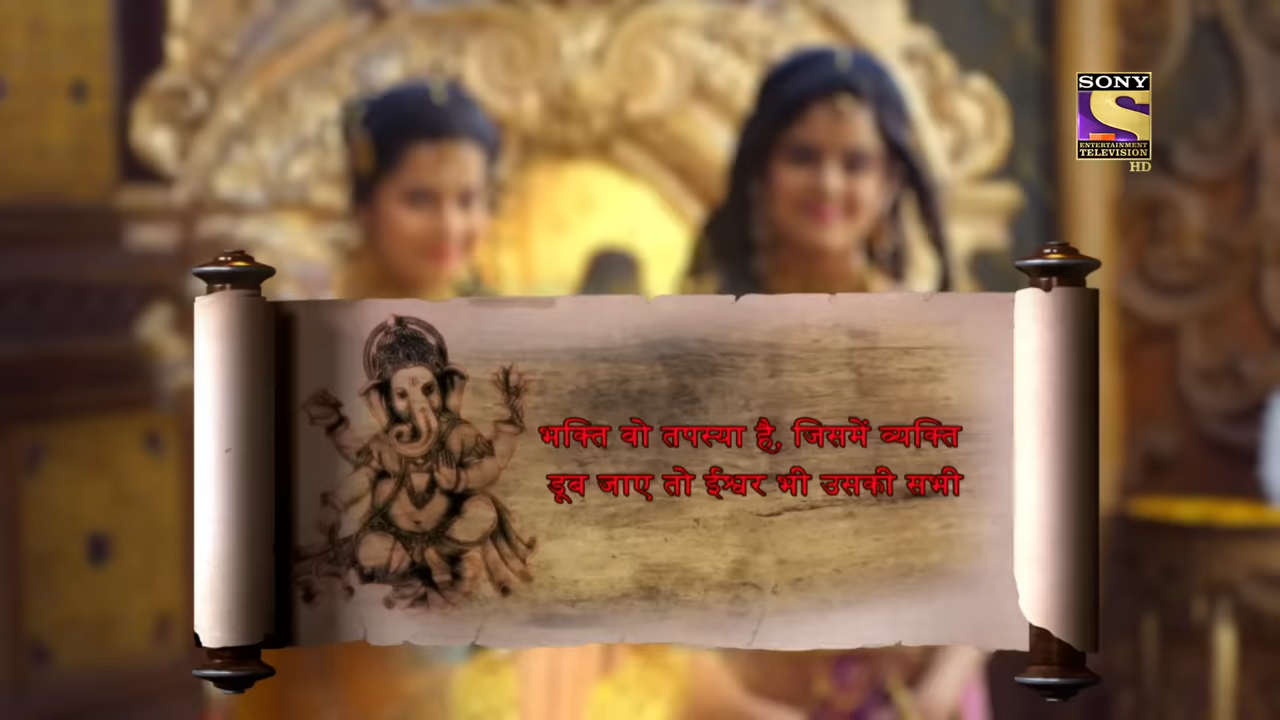 SONY
ENTERTAINMENT
TELEVISION
HD
भक्ति वो तपस्या है, जिसमें व्यक्ति
डूब जाए तो ईश्वर भी उसकी सभी